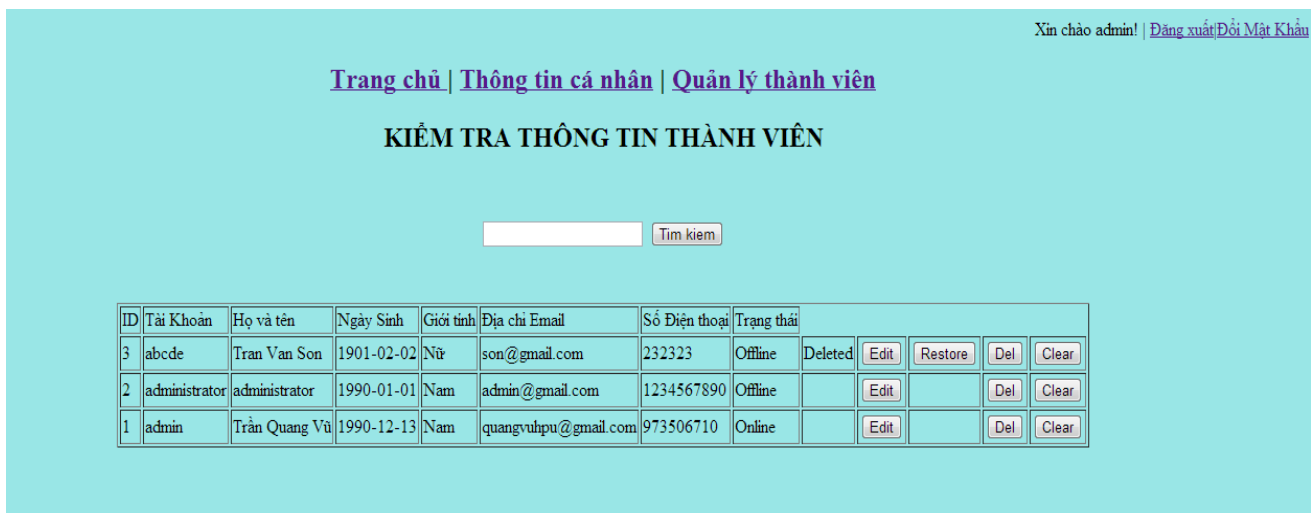 Xin chào admin! | Đăng xuất|Đổi Mật Khẩu
Trang chủ | Thông tin cá nhân | Quản lý thành viên
KIỂM TRA THÔNG TIN THÀNH VIÊN
Tim kiem
ID Tài Khoản Họ và tên Ngày Sinh Giới tính Địa chỉ Email Số Điện thoại Trạng thái
3 abcde Tran Van Son 1901-02-02 Nữ son@gmail.com 232323 Offline Deleted Edit Restore Del Clear
2 administrator administrator 1990-01-01 Nam admin@gmail.com 1234567890 Offline Edit Del Clear
1 admin Trần Quang Vũ 1990-12-13 Nam quangvuhpu@gmail.com 973506710 Online Edit Del Clear